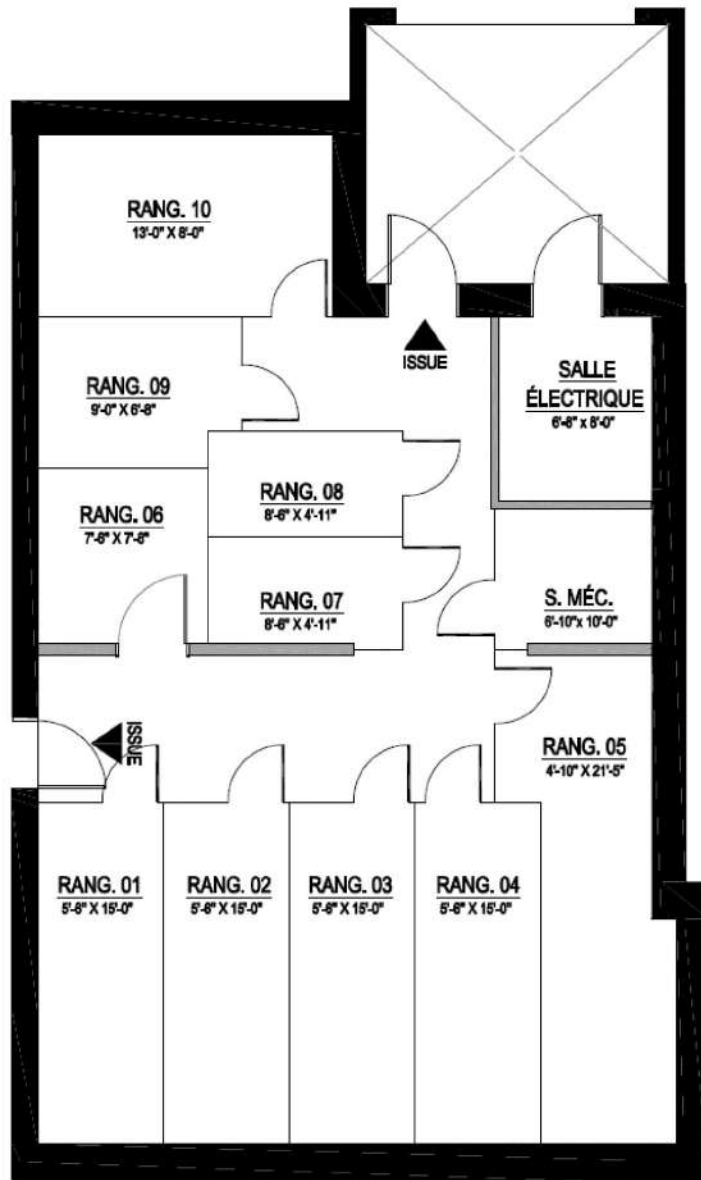 RANG. 10
13'-0" X 8'-0"
ISSUE
RANG. 09
9'-0" X 6'-8"
SALLE
ÉLECTRIQUE
6'-8" x 8'-0"
RANG. 08
8'-6" X 4'-11"
RANG. 06
7'-6" X 7'-8"
RANG. 07
8'-6" X 4'-11"
S. MÉC.
6'-10"x 10'-0"
ISSUE
RANG. 05
4'-10" X 21'-5"
RANG. 01
5'-6" X 15'-0"
RANG. 02
5'-6" X 15'-0"
RANG. 03
5'-6" X 15'-0"
RANG. 04
5'-6" X 15'-0"